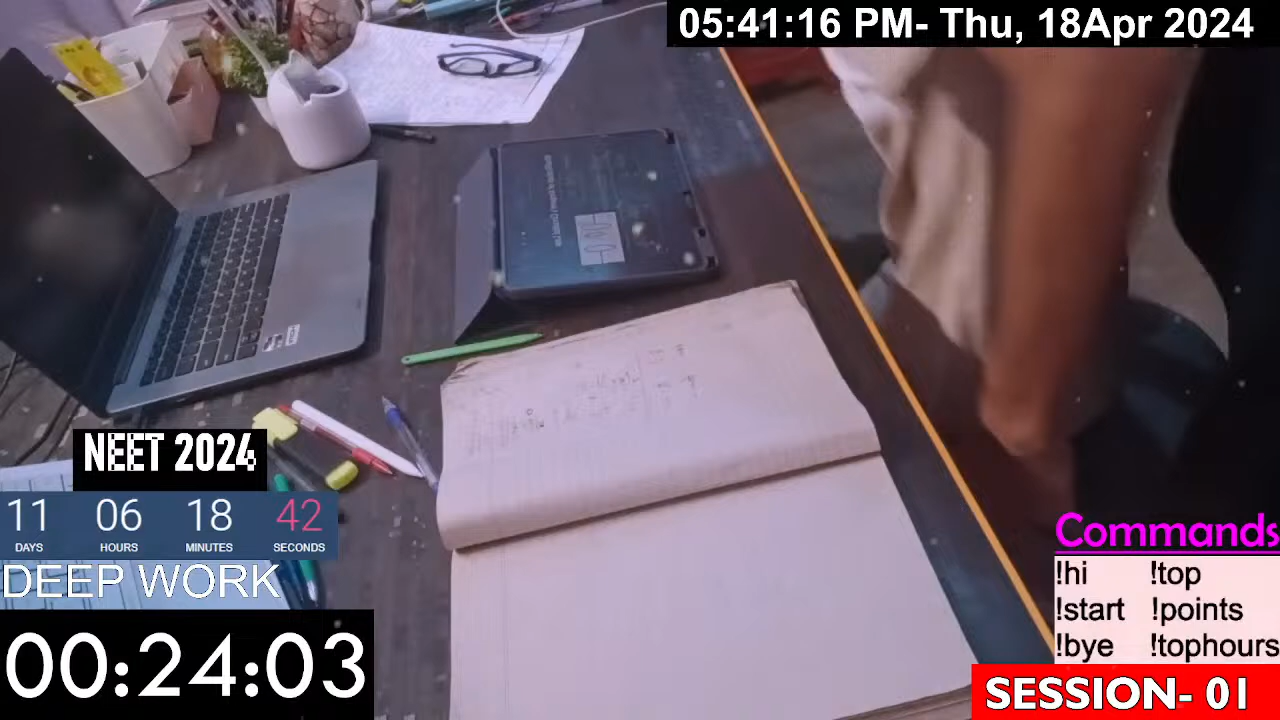 05:41:16 PM- Thu, 18Apr 2024
NEET 2024
11 06 18 42
DAYS HOURS MINUTES SECONDS
DEEP WORK
00:24:03
Commands
!hi !top
!start !points
!bye !tophours
SESSION- 01